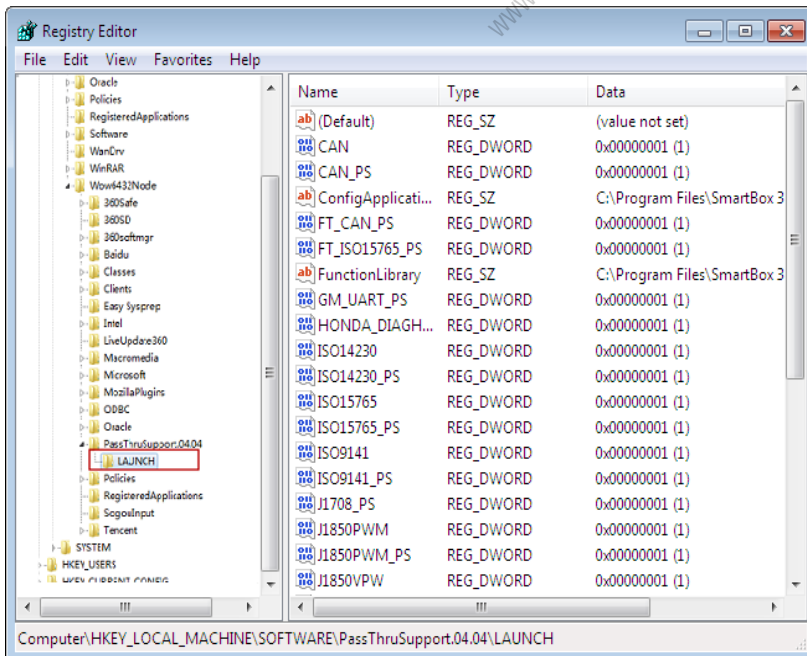 www.
Registry Editor
File Edit View Favorites Help
Oracle
Policies
RegisteredApplications
Software
WanDrv
WinRAR
Wow6432Node
360Safe
360SD
360softmgr
Baidu
Classes
Clients
Easy Sysprep
Intel
LiveUpdate360
Macromedia
Microsoft
MozillaPlugins
ODBC
Oracle
PassThruSupport.04.04
LAUNCH
Policies
RegisteredApplications
SogouInput
Tencent
SYSTEM
HKEY_USERS
HKEY_CURRENT_CONFIG
Name Type Data
(Default) REG_SZ (value not set)
CAN REG_DWORD 0x00000001 (1)
CAN_PS REG_DWORD 0x00000001 (1)
ConfigApplicati... REG_SZ C:\Program Files\SmartBox 3
FT_CAN_PS REG_DWORD 0x00000001 (1)
FT_ISO15765_PS REG_DWORD 0x00000001 (1)
FunctionLibrary REG_SZ C:\Program Files\SmartBox 3
GM_UART_PS REG_DWORD 0x00000001 (1)
HONDA_DIAGH... REG_DWORD 0x00000001 (1)
ISO14230 REG_DWORD 0x00000001 (1)
ISO14230_PS REG_DWORD 0x00000001 (1)
ISO15765 REG_DWORD 0x00000001 (1)
ISO15765_PS REG_DWORD 0x00000001 (1)
ISO9141 REG_DWORD 0x00000001 (1)
ISO9141_PS REG_DWORD 0x00000001 (1)
J1708_PS REG_DWORD 0x00000001 (1)
J1850PWM REG_DWORD 0x00000001 (1)
J1850PWM_PS REG_DWORD 0x00000001 (1)
J1850VPW REG_DWORD 0x00000001 (1)
Computer\HKEY_LOCAL_MACHINE\SOFTWARE\PassThruSupport.04.04\LAUNCH